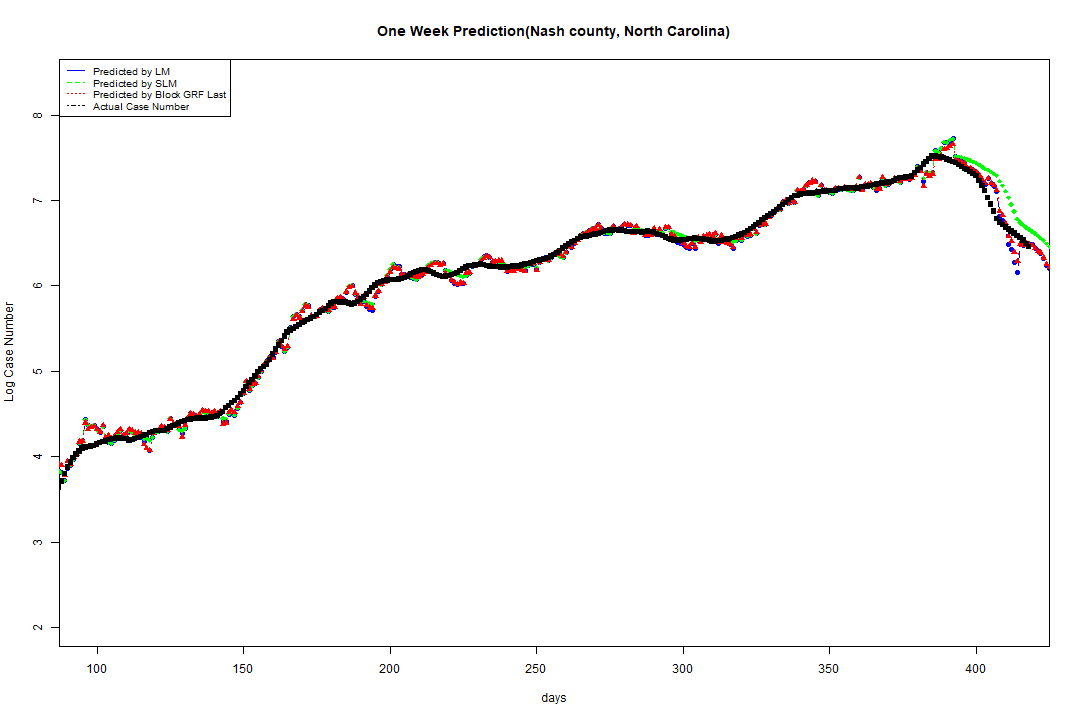 One Week Prediction(Nash county, North Carolina)
Predicted by LM
Predicted by SLM
Predicted by Block GRF Last
Actual Case Number
8
7
6
5
4
3
2
Log Case Number
100 150 200 250 300 350 400
days